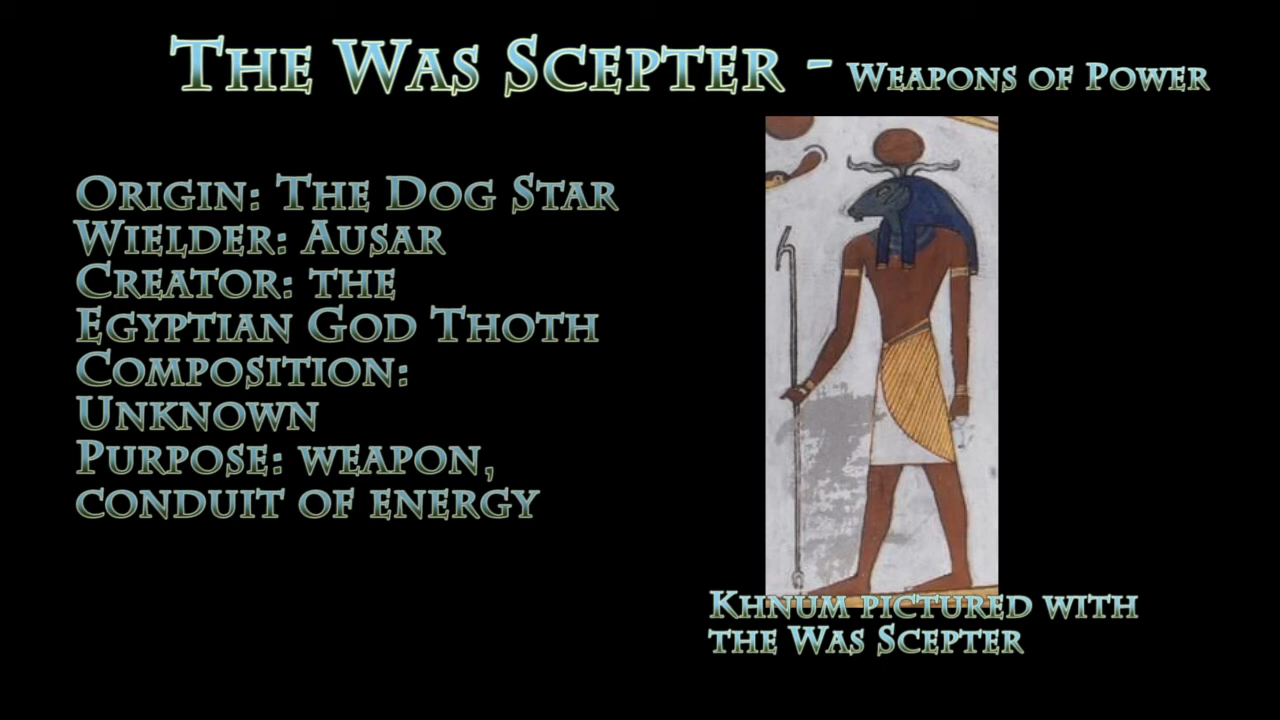 The Was Scepter - Weapons of Power
Origin: The Dog Star
Wielder: Ausar
Creator: the
Egyptian God Thoth
Composition:
Unknown
Purpose: weapon,
conduit of energy
Khnum pictured with
the Was Scepter